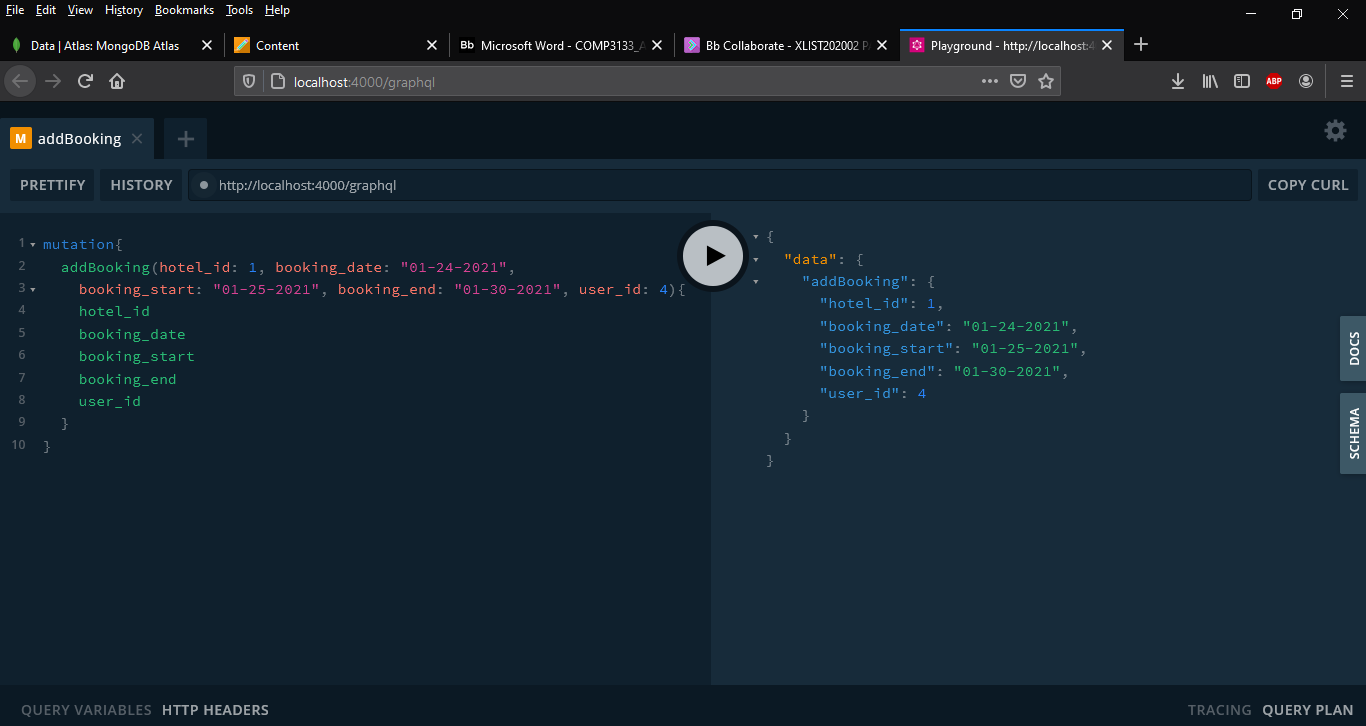 File Edit View History Bookmarks Tools Help
Data | Atlas: MongoDB Atlas
Content
Bb Microsoft Word - COMP3133_A
Bb Collaborate - XLIST202002 P
Playground - http://localhost:4
localhost:4000/graphql
ABP
M addBooking
PRETTIFY HISTORY http://localhost:4000/graphql COPY CURL
1 mutation{
2 addBooking(hotel_id: 1, booking_date: "01-24-2021",
3 booking_start: "01-25-2021", booking_end: "01-30-2021", user_id: 4){
4 hotel_id
5 booking_date
6 booking_start
7 booking_end
8 user_id
9 }
10 }
{
"data": {
"addBooking": {
"hotel_id": 1,
"booking_date": "01-24-2021",
"booking_start": "01-25-2021",
"booking_end": "01-30-2021",
"user_id": 4
}
}
}
DOCS
SCHEMA
QUERY VARIABLES HTTP HEADERS
TRACING QUERY PLAN